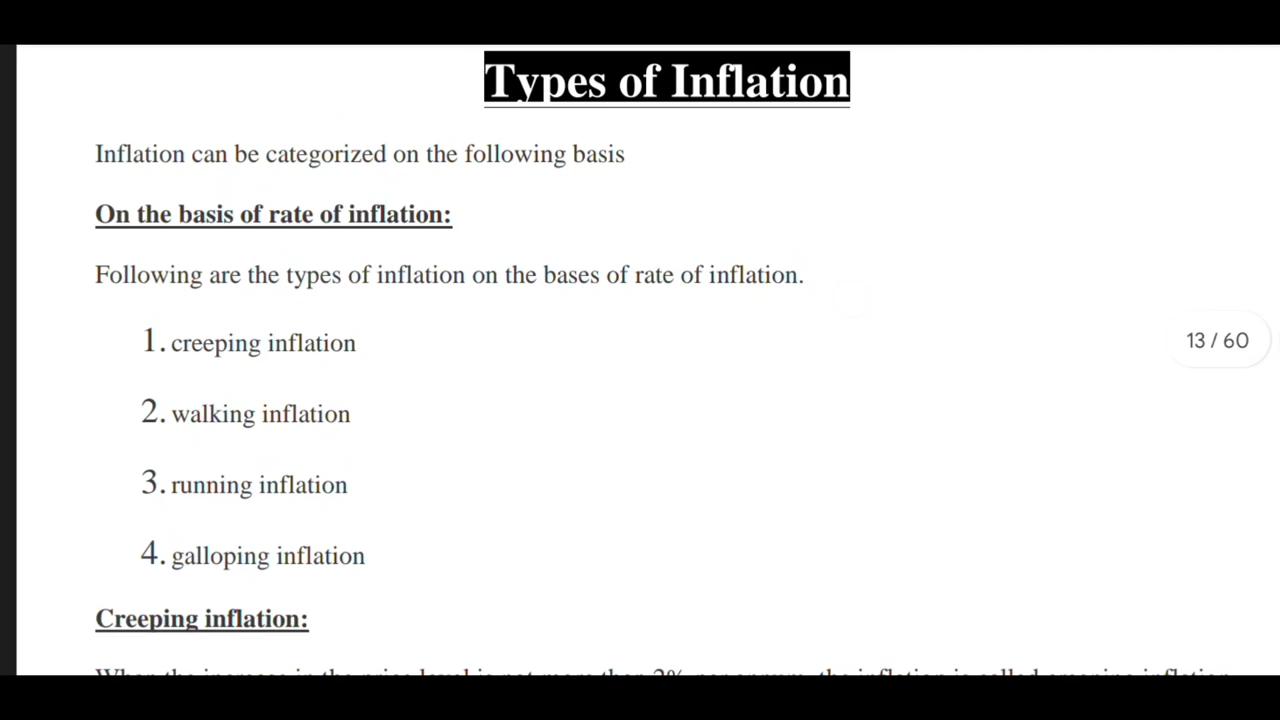 Types of Inflation
Inflation can be categorized on the following basis
On the basis of rate of inflation:
Following are the types of inflation on the bases of rate of inflation.
1. creeping inflation
2. walking inflation
13 / 60
3. running inflation
4. galloping inflation
Creeping inflation: